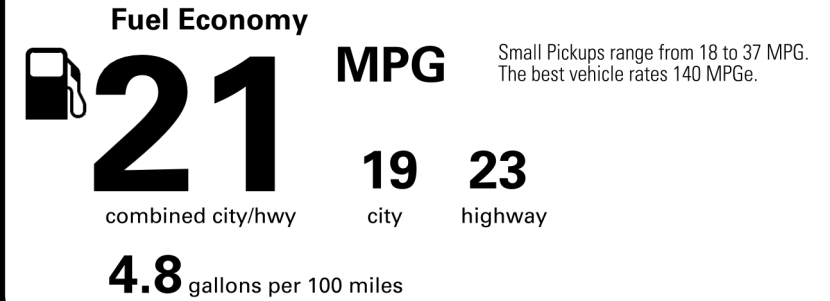 Fuel Economy
21 MPG
Small Pickups range from 18 to 37 MPG.
The best vehicle rates 140 MPGe.
19 23
combined city/hwy city highway
4.8 gallons per 100 miles